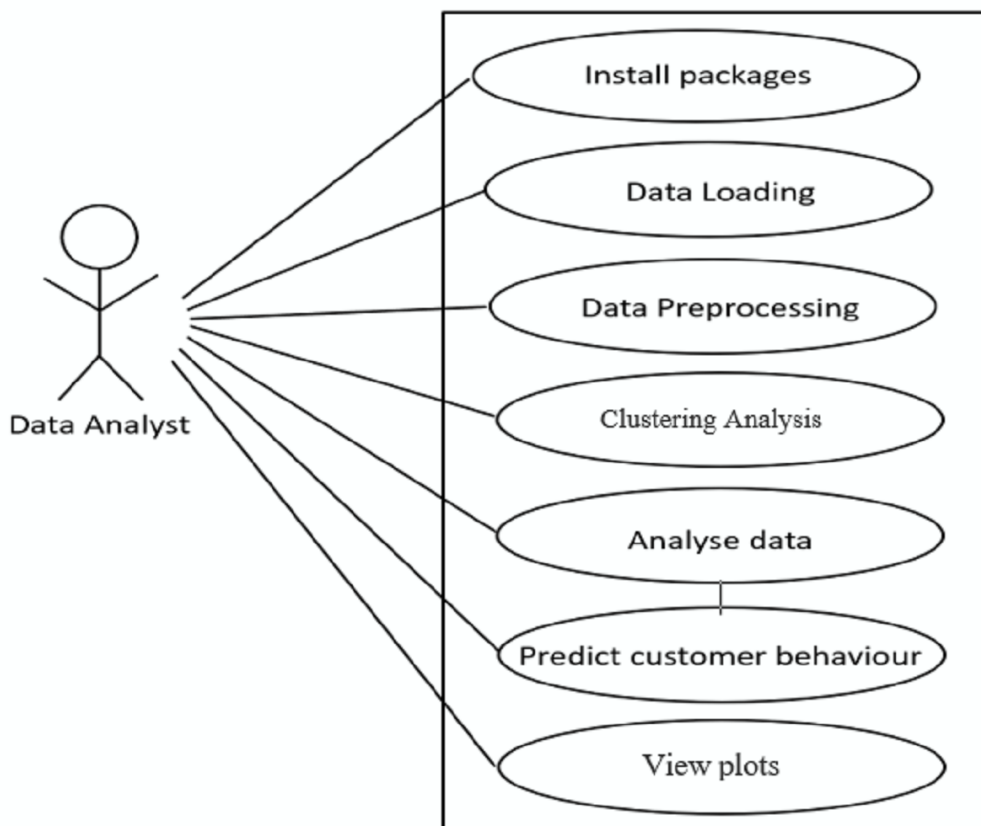 Install packages
Data Loading
Data Preprocessing
Clustering Analysis
Data Analyst
Analyse data
Predict customer behaviour
View plots